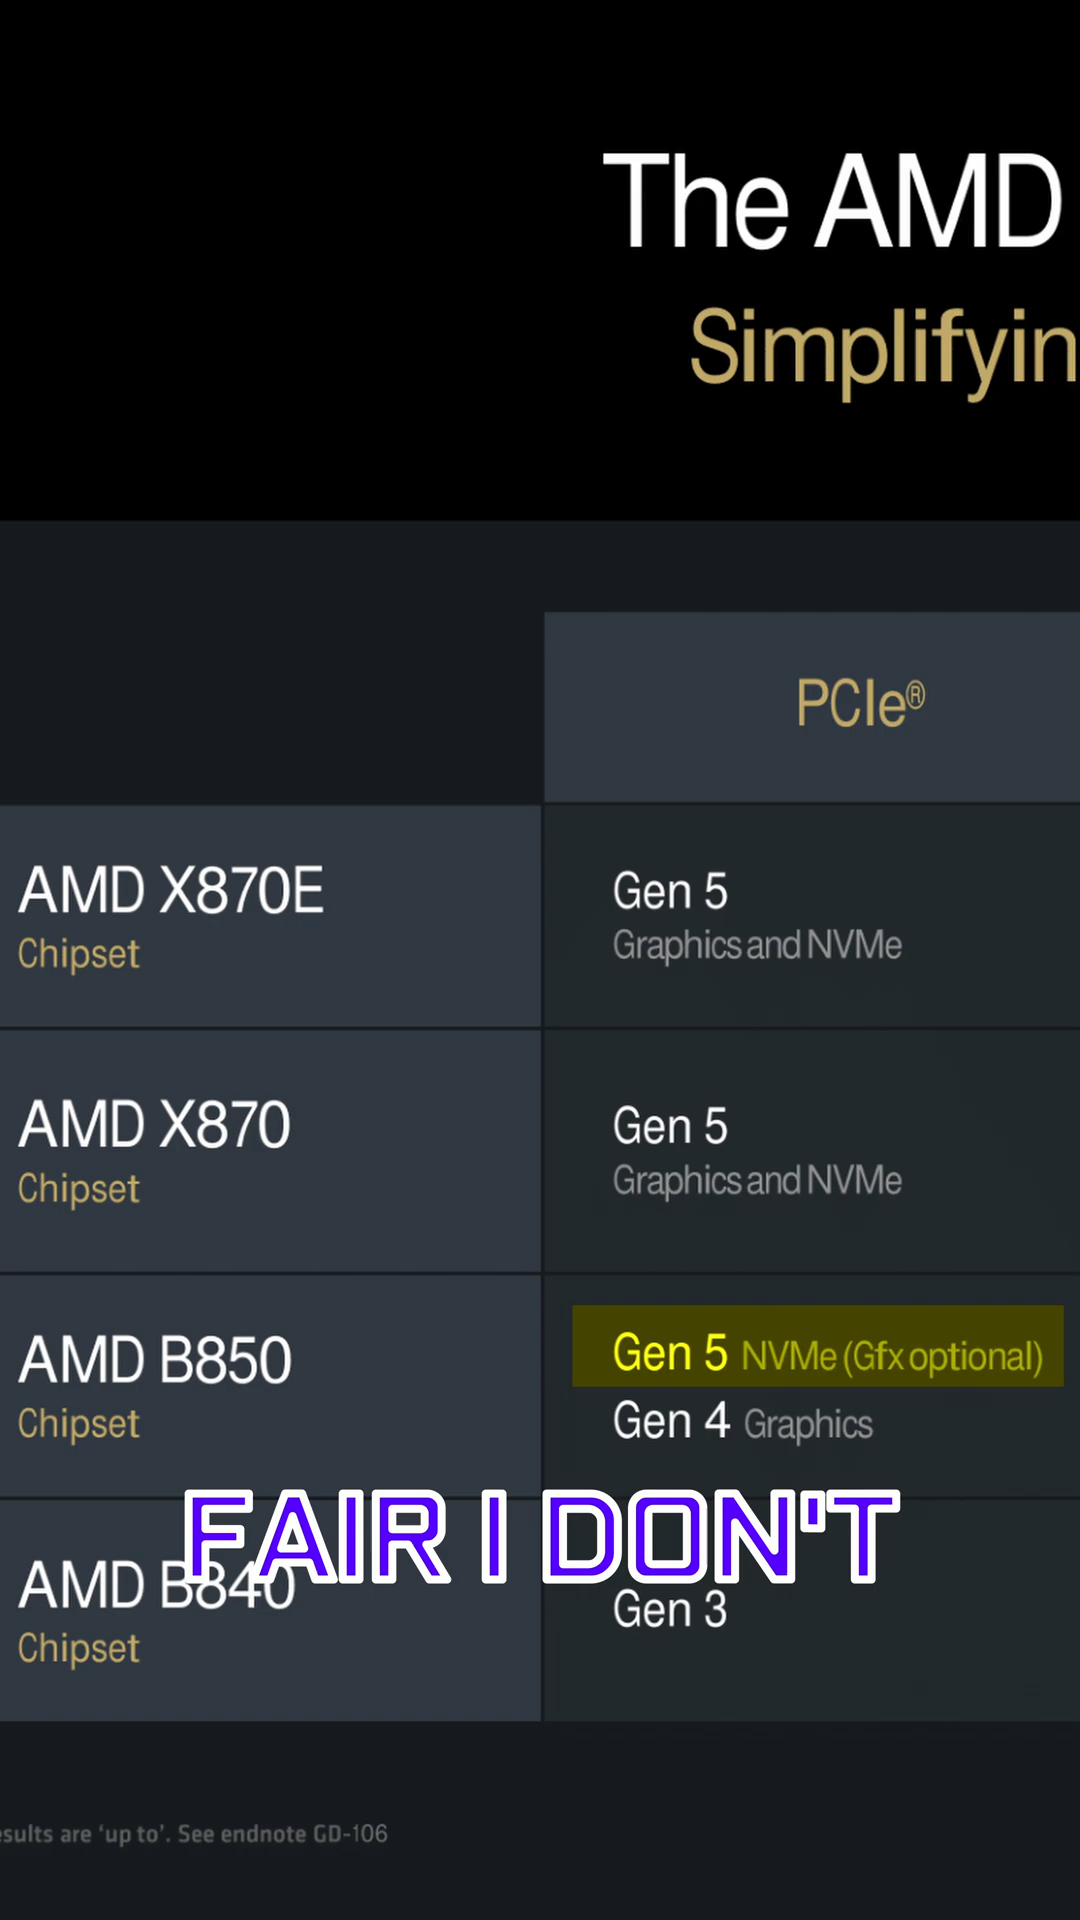 The AMD
Simplifyin
PCIe®
AMD X870E
Chipset
Gen 5
Graphics and NVMe
AMD X870
Chipset
Gen 5
Graphics and NVMe
AMD B850
Chipset
Gen 5 NVMe (Gfx optional)
Gen 4 Graphics
FAIR I DON'T
AMD B840
Chipset
Gen 3
esults are ‘up to’. See endnote GD-106